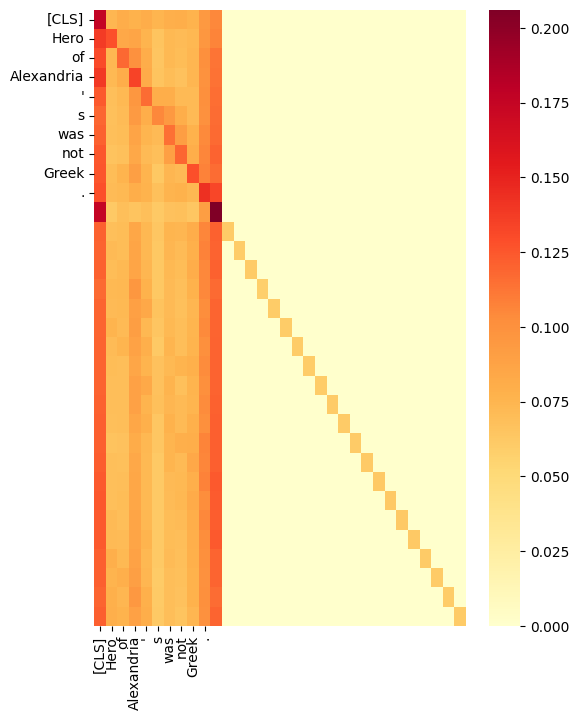 [CLS]
Hero
of
Alexandria
'
s
was
not
Greek
.
0.200
0.175
0.150
0.125
0.100
0.075
0.050
0.025
0.000
[CLS]
Hero
of
Alexandria
'
s
was
not
Greek
.